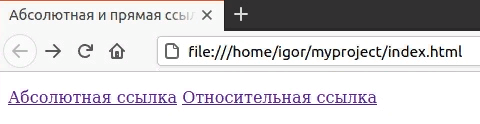 Абсолютная и прямая ссыл
file:///home/igor/myproject/index.html
Абсолютная ссылка Относительная ссылка